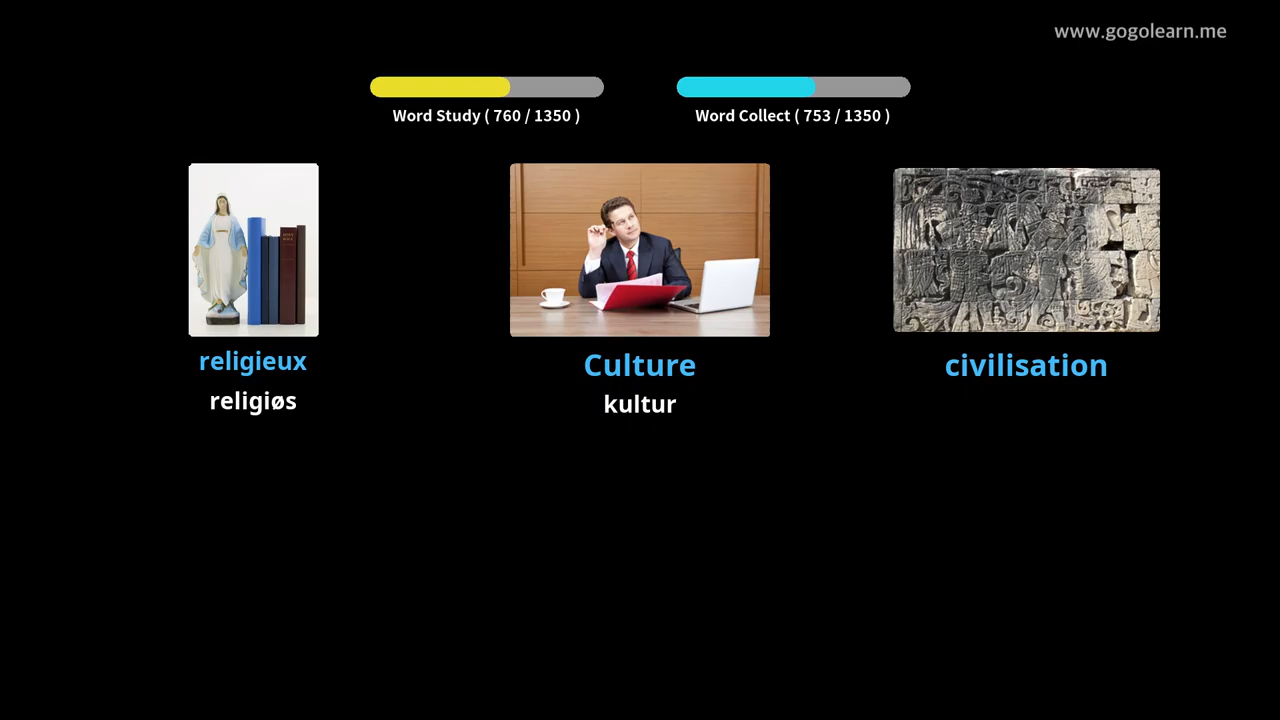 www.gogolearn.me
Word Study ( 760 / 1350 )
Word Collect ( 753 / 1350 )
religieux
religiøs
Culture
kultur
civilisation